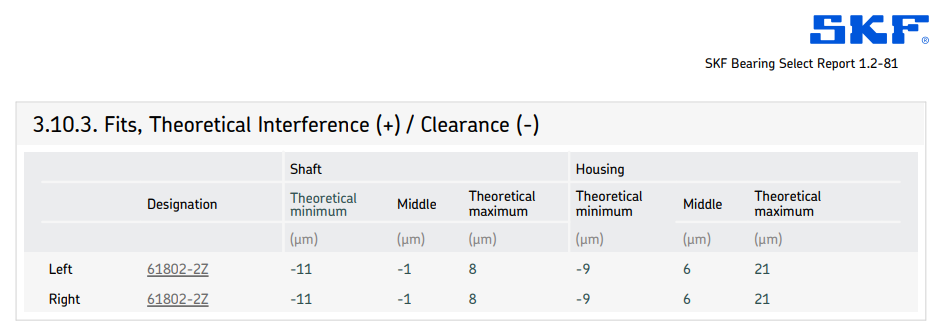 SKF®
SKF Bearing Select Report 1.2-81
3.10.3. Fits, Theoretical Interference (+) / Clearance (-)
Shaft Housing
Designation Theoretical minimum Middle Theoretical maximum Theoretical minimum Middle Theoretical maximum
(µm) (µm) (µm) (µm) (µm) (µm)
Left 61802-2Z -11 -1 8 -9 6 21
Right 61802-2Z -11 -1 8 -9 6 21